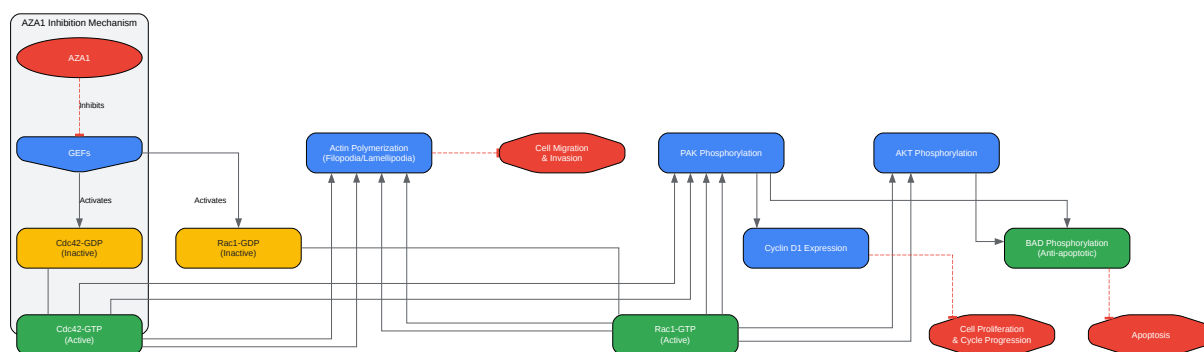 AZA1 Inhibition Mechanism
AZA1
Inhibits
GEFs
Activates
Activates
Actin Polymerization
(Filopodia/Lamellipodia)
Cell Migration
& Invasion
PAK Phosphorylation
AKT Phosphorylation
Cdc42-GDP
(Inactive)
Rac1-GDP
(Inactive)
Cyclin D1 Expression
BAD Phosphorylation
(Anti-apoptotic)
Cdc42-GTP
(Active)
Rac1-GTP
(Active)
Cell Proliferation
& Cycle Progression
Apoptosis